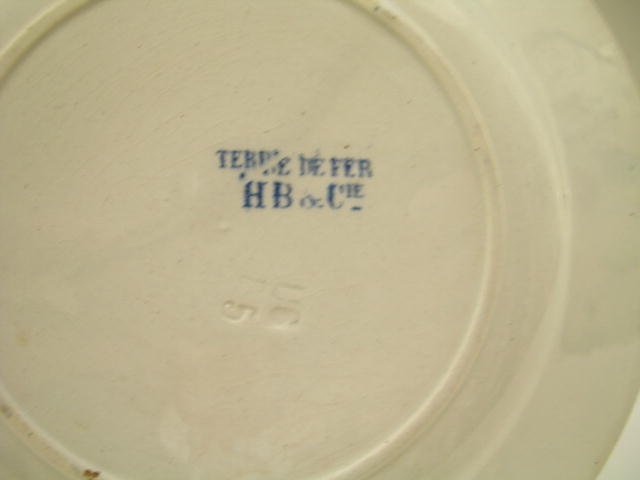 TERRE DE FER
HB & Cie
5